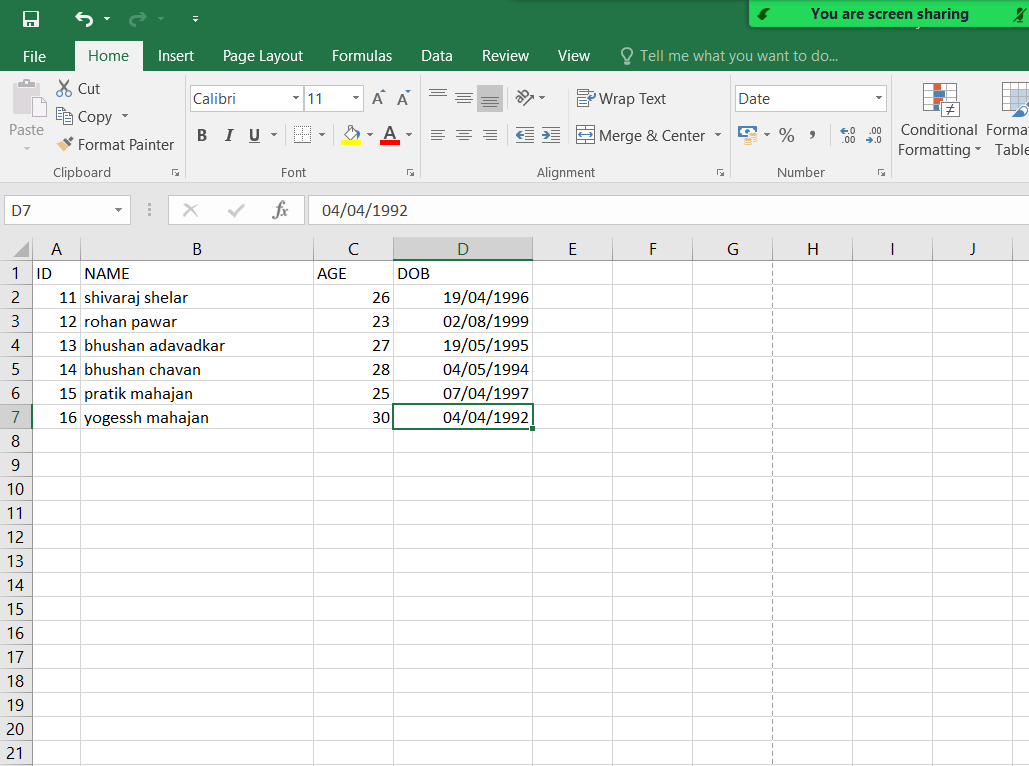 You are screen sharing
File Home Insert Page Layout Formulas Data Review View Tell me what you want to do...
Paste
Cut
Copy
Format Painter
Clipboard
Calibri 11
B I U A
Font
Wrap Text
Merge & Center
Alignment
Date
% , .00 .00
Number
Conditional
Formatting
D7 fx 04/04/1992
A B C D E F G H I J
1 ID NAME AGE DOB
2 11 shivaraj shelar 26 19/04/1996
3 12 rohan pawar 23 02/08/1999
4 13 bhushan adavadkar 27 19/05/1995
5 14 bhushan chavan 28 04/05/1994
6 15 pratik mahajan 25 07/04/1997
7 16 yogessh mahajan 30 04/04/1992
8
9
10
11
12
13
14
15
16
17
18
19
20
21